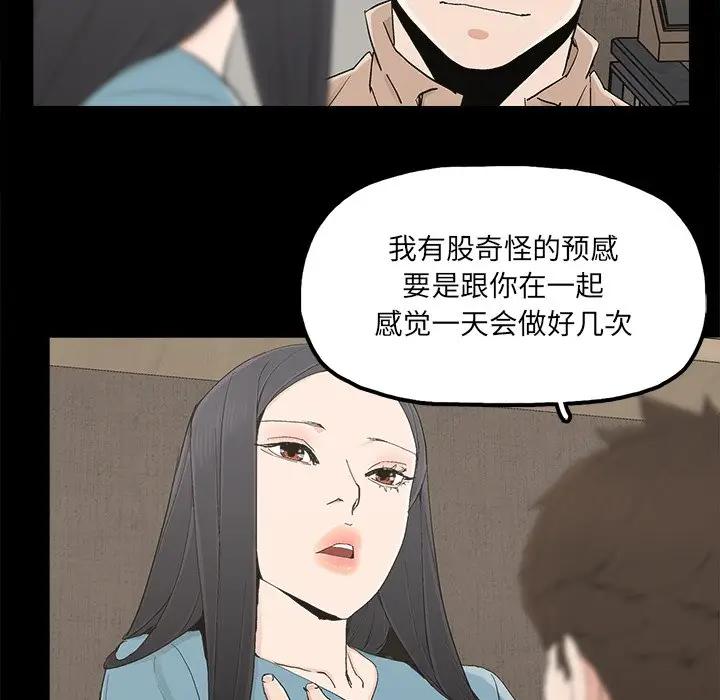 我有股奇怪的预感
要是跟你在一起
感觉一天会做好几次